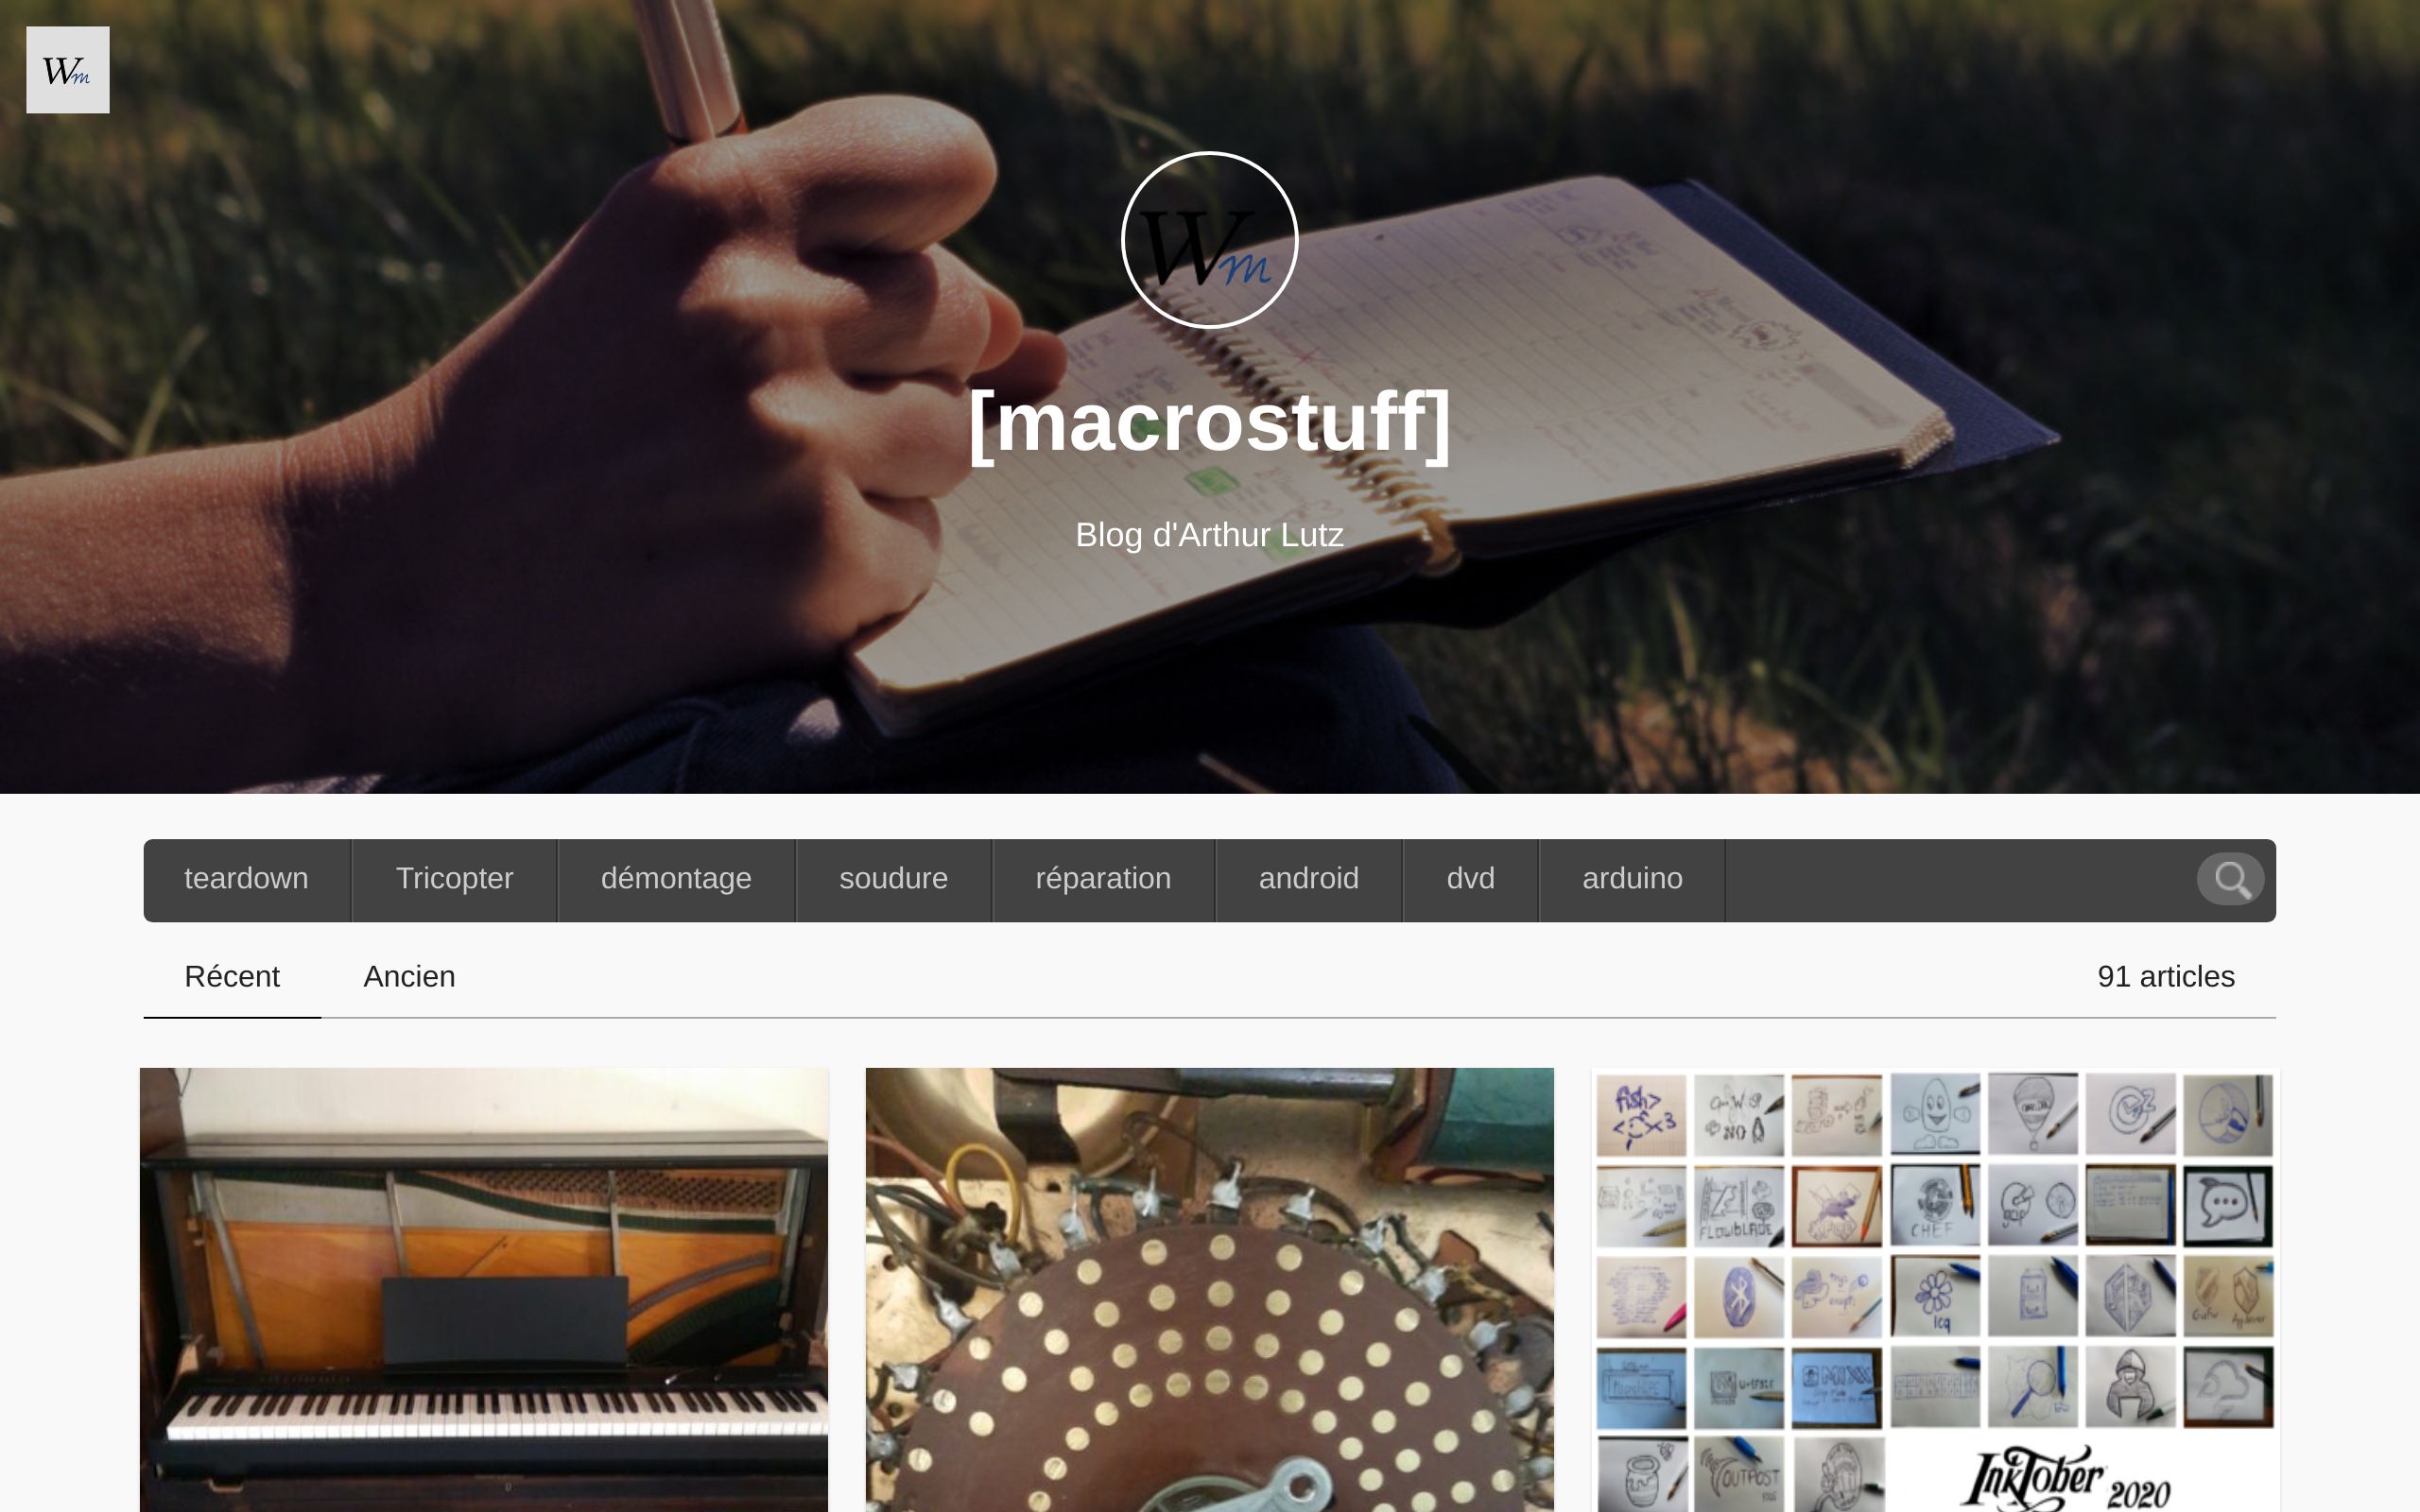 Wm
Wm
[macrostuff]
Blog d'Arthur Lutz
teardown
Tricopter
démontage
soudure
réparation
android
dvd
arduino
Récent
Ancien
91 articles
fish>
FLOWBLADE
CHEF
Icq
MIXX
OUTPOST
InkTober 2020